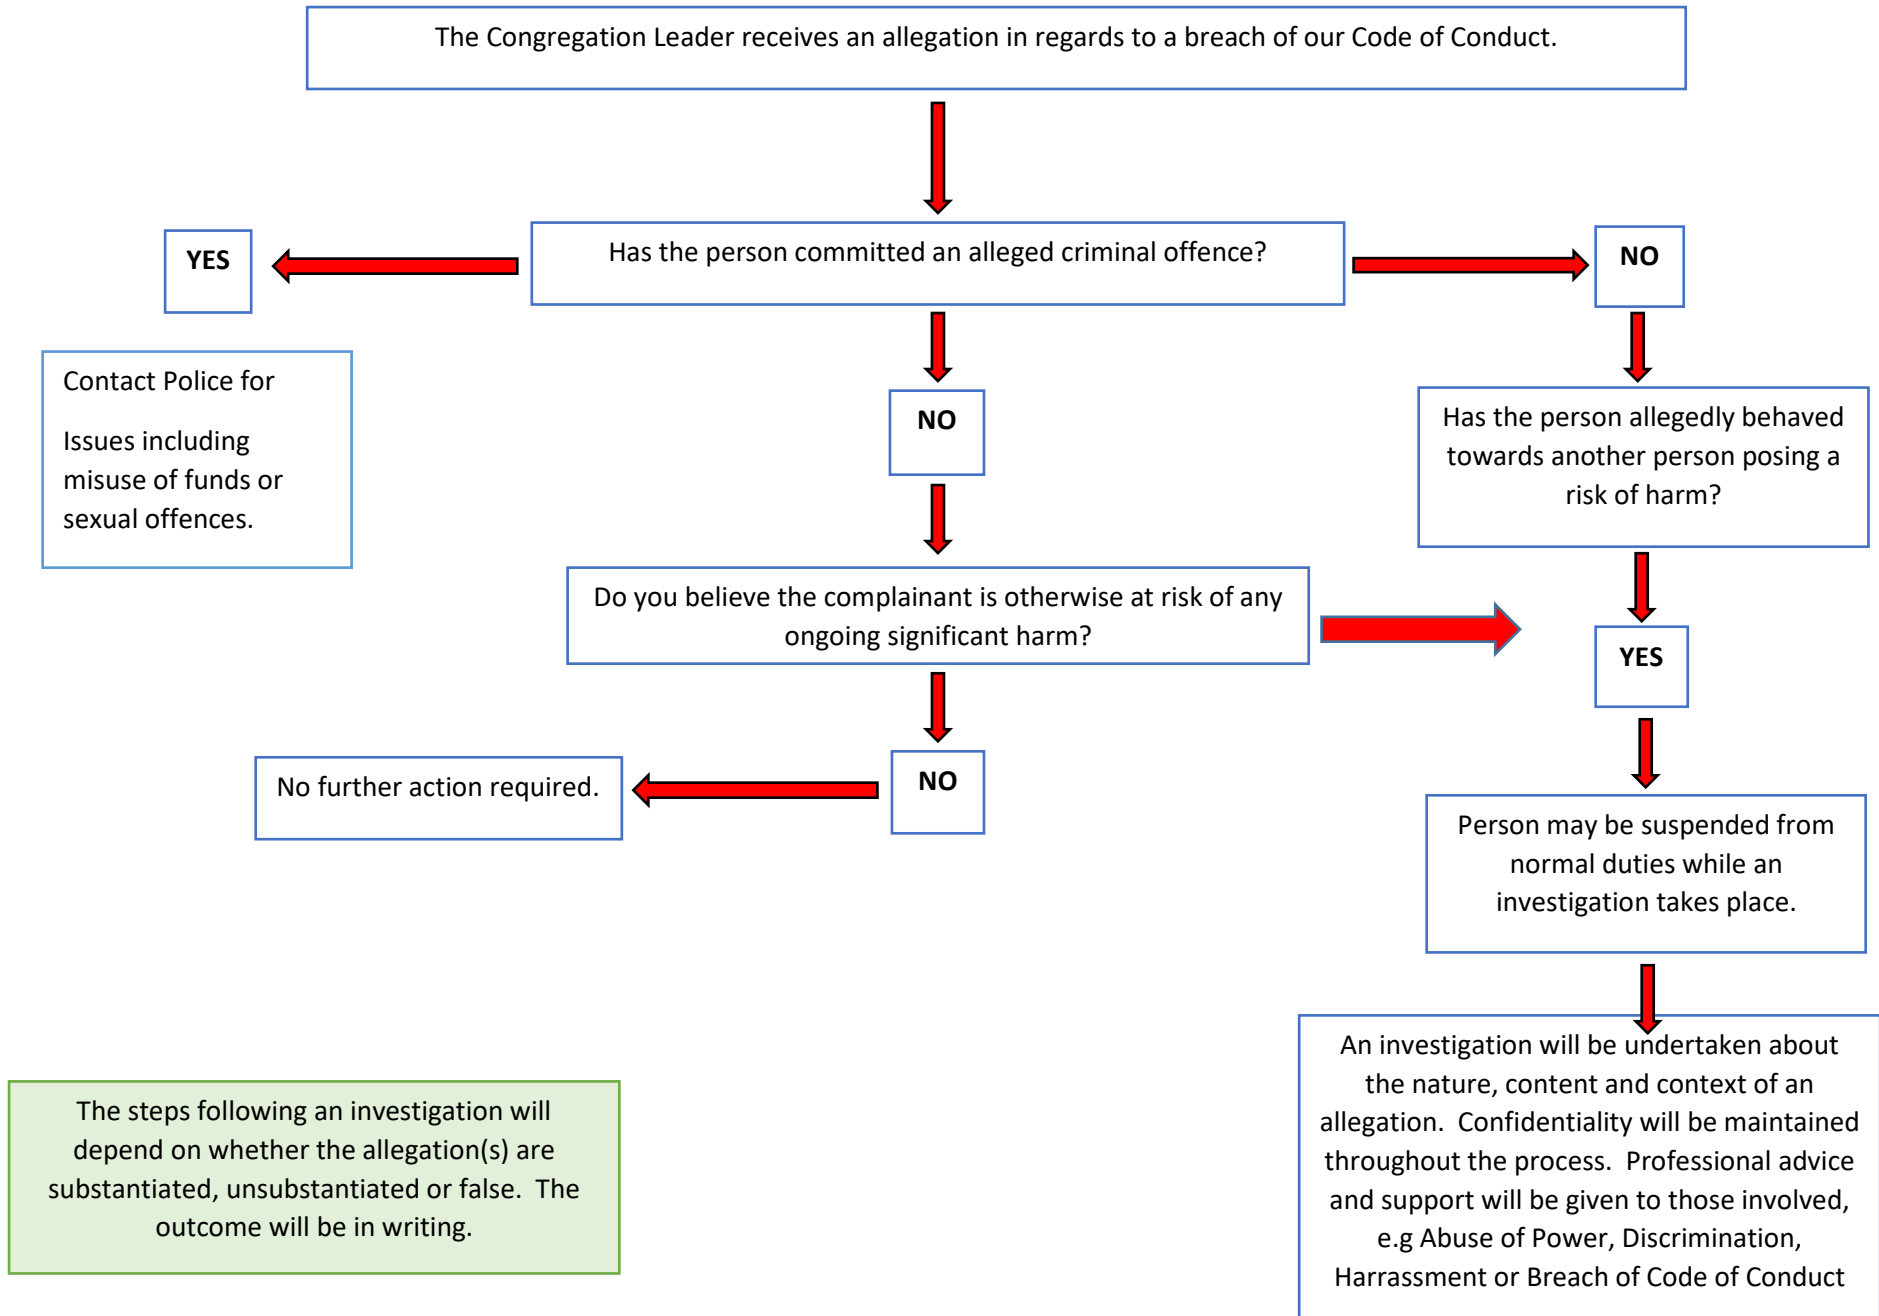 The Congregation Leader receives an allegation in regards to a breach of our Code of Conduct.
YES
Has the person committed an alleged criminal offence?
NO
Contact Police for
Issues including
misuse of funds or
sexual offences.
NO
Has the person allegedly behaved
towards another person posing a
risk of harm?
Do you believe the complainant is otherwise at risk of any
ongoing significant harm?
YES
No further action required.
NO
Person may be suspended from
normal duties while an
investigation takes place.
An investigation will be undertaken about
the nature, content and context of an
allegation.  Confidentiality will be maintained
throughout the process.  Professional advice
and support will be given to those involved,
e.g Abuse of Power, Discrimination,
Harrassment or Breach of Code of Conduct
The steps following an investigation will
depend on whether the allegation(s) are
substantiated, unsubstantiated or false.  The
outcome will be in writing.